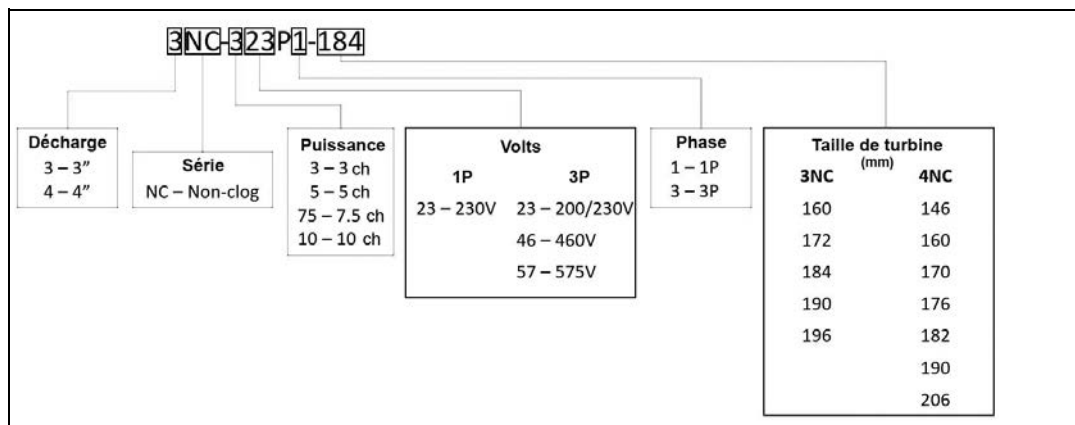 3NC-323P1-184
Décharge
3 – 3"
4 – 4"
Série
NC – Non-clog
Puissance
3 – 3 ch
5 – 5 ch
75 – 7.5 ch
10 – 10 ch
Volts
1P 3P
23 – 230V 23 – 200/230V
46 – 460V
57 – 575V
Phase
1 – 1P
3 – 3P
Taille de turbine
(mm)
3NC 4NC
160 146
172 160
184 170
190 176
196 182
190
206